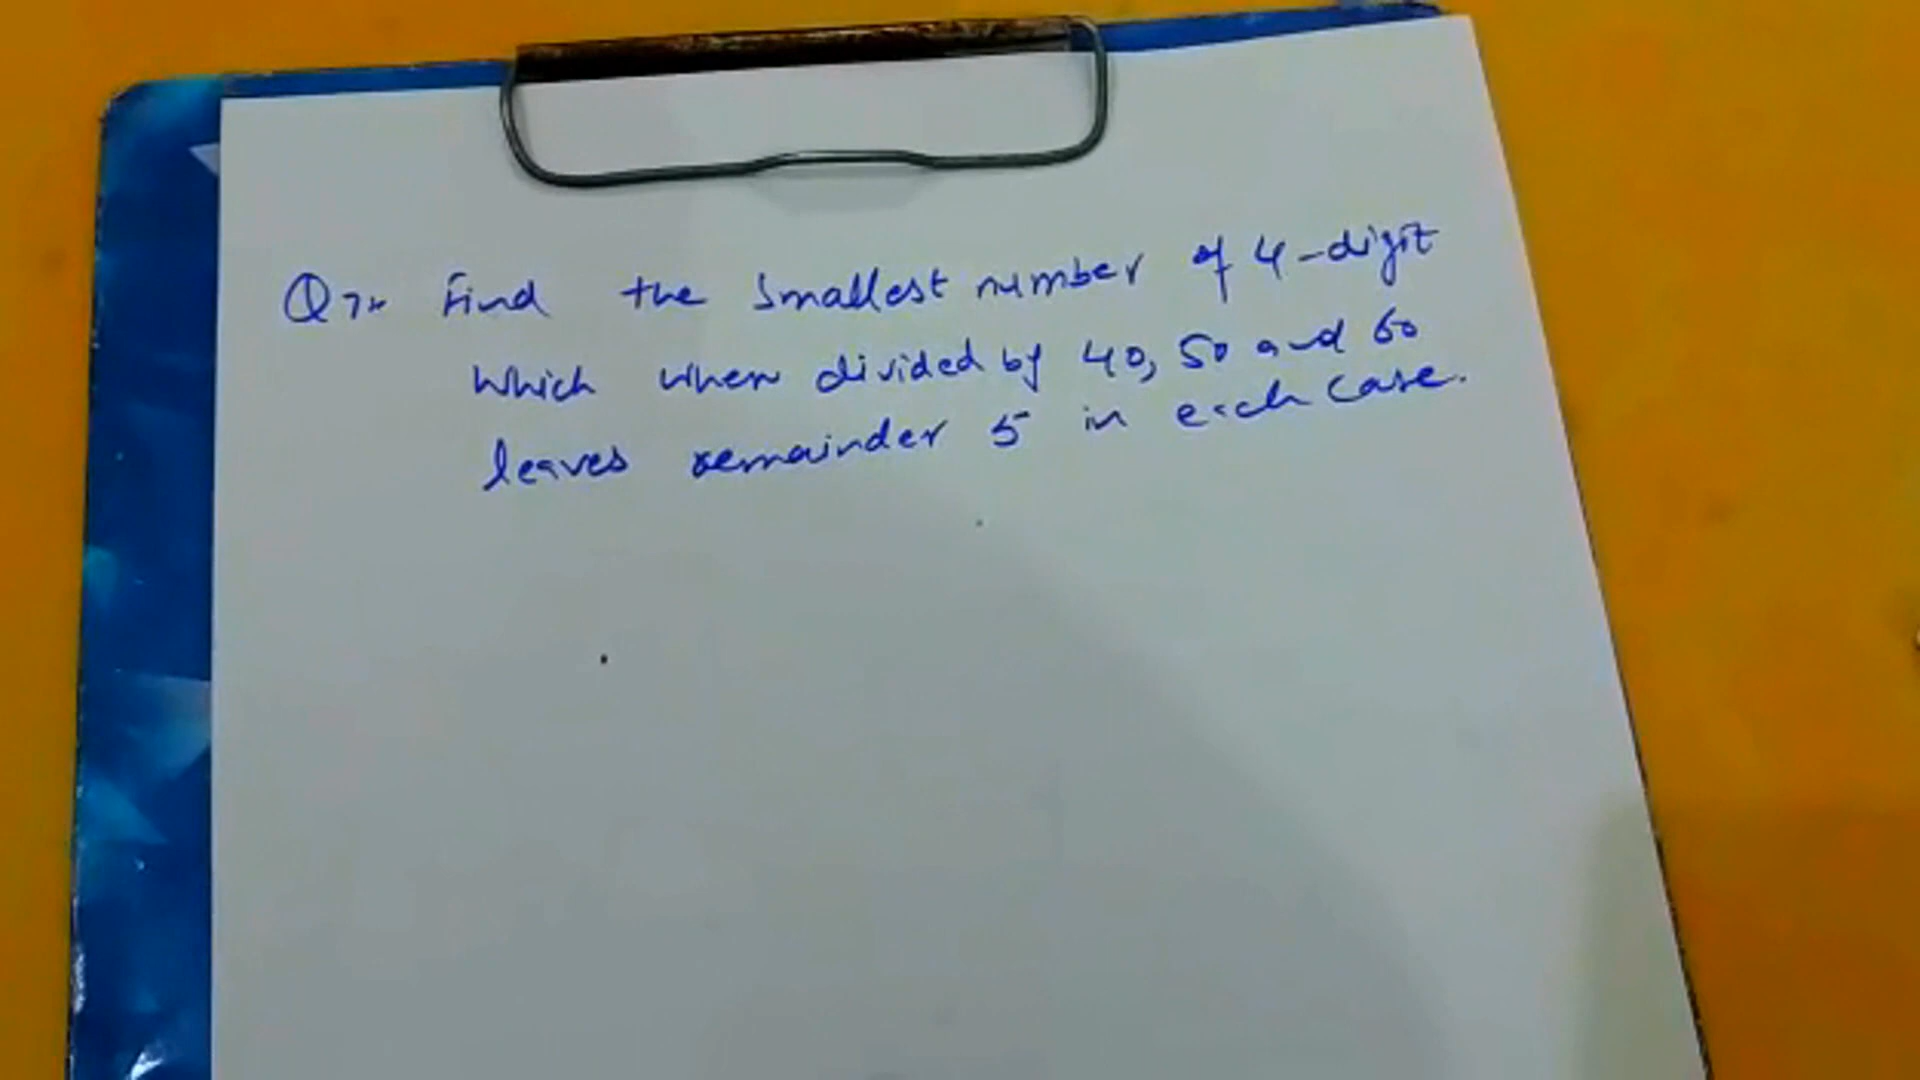 Q7:- Find the smallest number of 4-digit
which when divided by 40, 50 and 60
leaves remainder 5 in each case.